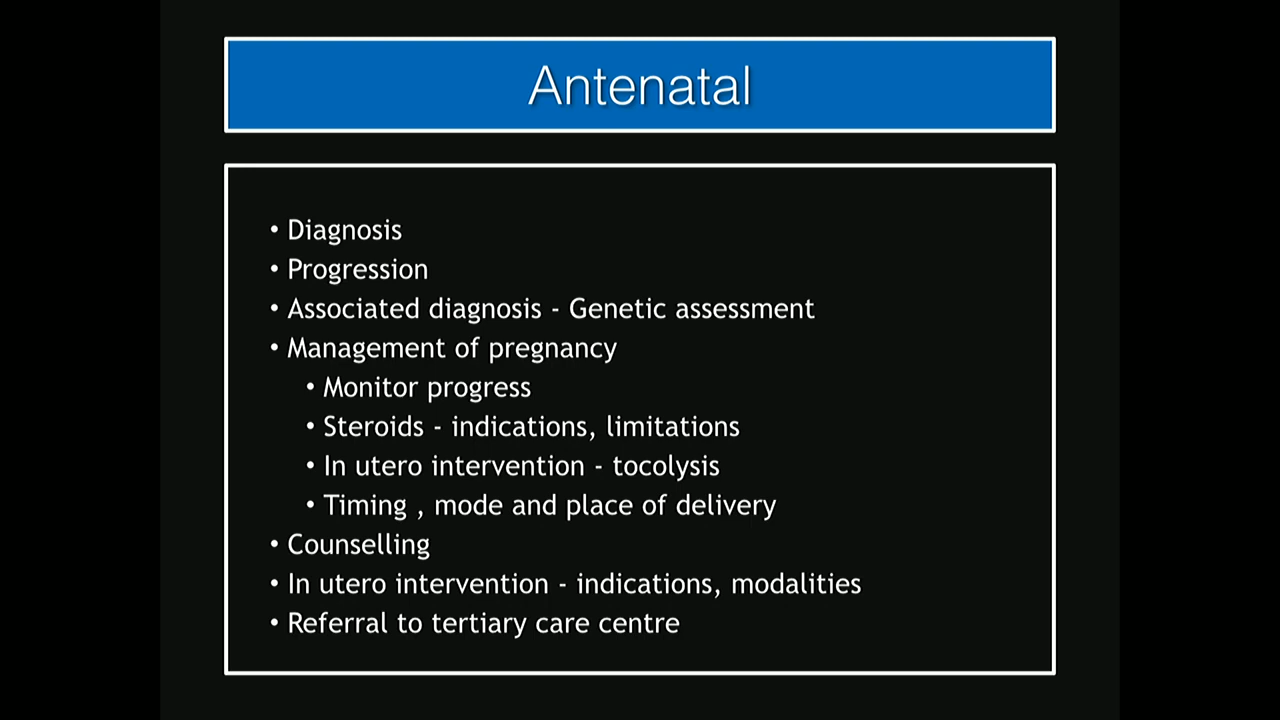 Antenatal
• Diagnosis
• Progression
• Associated diagnosis - Genetic assessment
• Management of pregnancy
• Monitor progress
• Steroids - indications, limitations
• In utero intervention - tocolysis
• Timing , mode and place of delivery
• Counselling
• In utero intervention - indications, modalities
• Referral to tertiary care centre